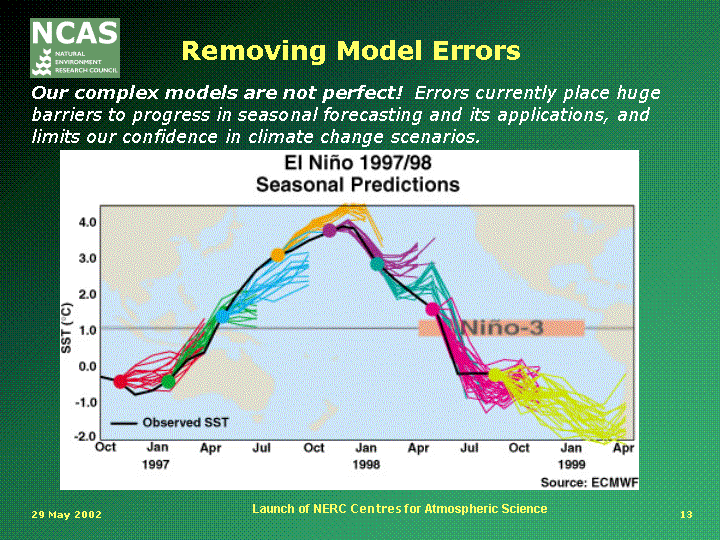 NCAS
NATURAL
ENVIRONMENT
RESEARCH COUNCIL
Removing Model Errors
Our complex models are not perfect! Errors currently place huge
barriers to progress in seasonal forecasting and its applications, and
limits our confidence in climate change scenarios.
El Niño 1997/98
Seasonal Predictions
SST (°C)
4.0
3.0
2.0
1.0
0.0
-1.0
-2.0
Niño-3
Observed SST
Oct Jan Apr Jul Oct Jan Apr Jul Oct Jan Apr
1997 1998 1999
Source: ECMWF
29 May 2002
Launch of NERC Centres for Atmospheric Science
13